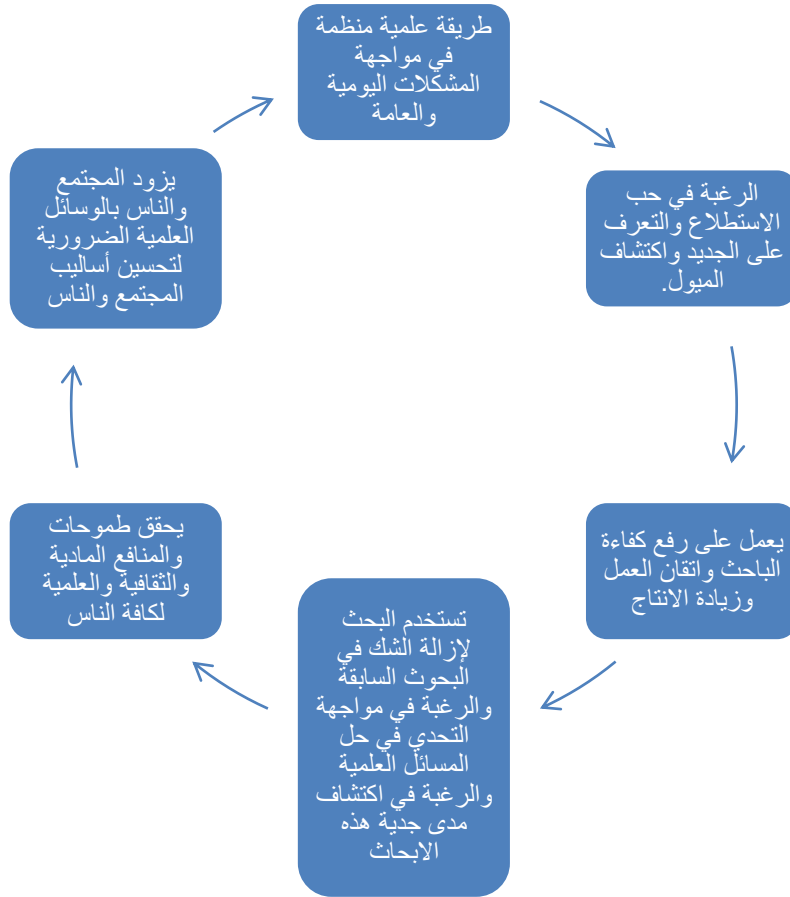 طريقة علمية منظمة
في مواجهة
المشكلات اليومية
والعامة
الرغبة في حب
الاستطلاع والتعرف
على الجديد واكتشاف
الميول.
يعمل على رفع كفاءة
الباحث واتقان العمل
وزيادة الانتاج
تستخدم البحث
لإزالة الشك في
البحوث السابقة
والرغبة في مواجهة
التحدي في حل
المسائل العلمية
والرغبة في اكتشاف
مدى جدية هذه
الابحاث
يحقق طموحات
والمنافع المادية
والثقافية والعلمية
لكافة الناس
يزود المجتمع
والناس بالوسائل
العلمية الضرورية
لتحسين أساليب
المجتمع والناس